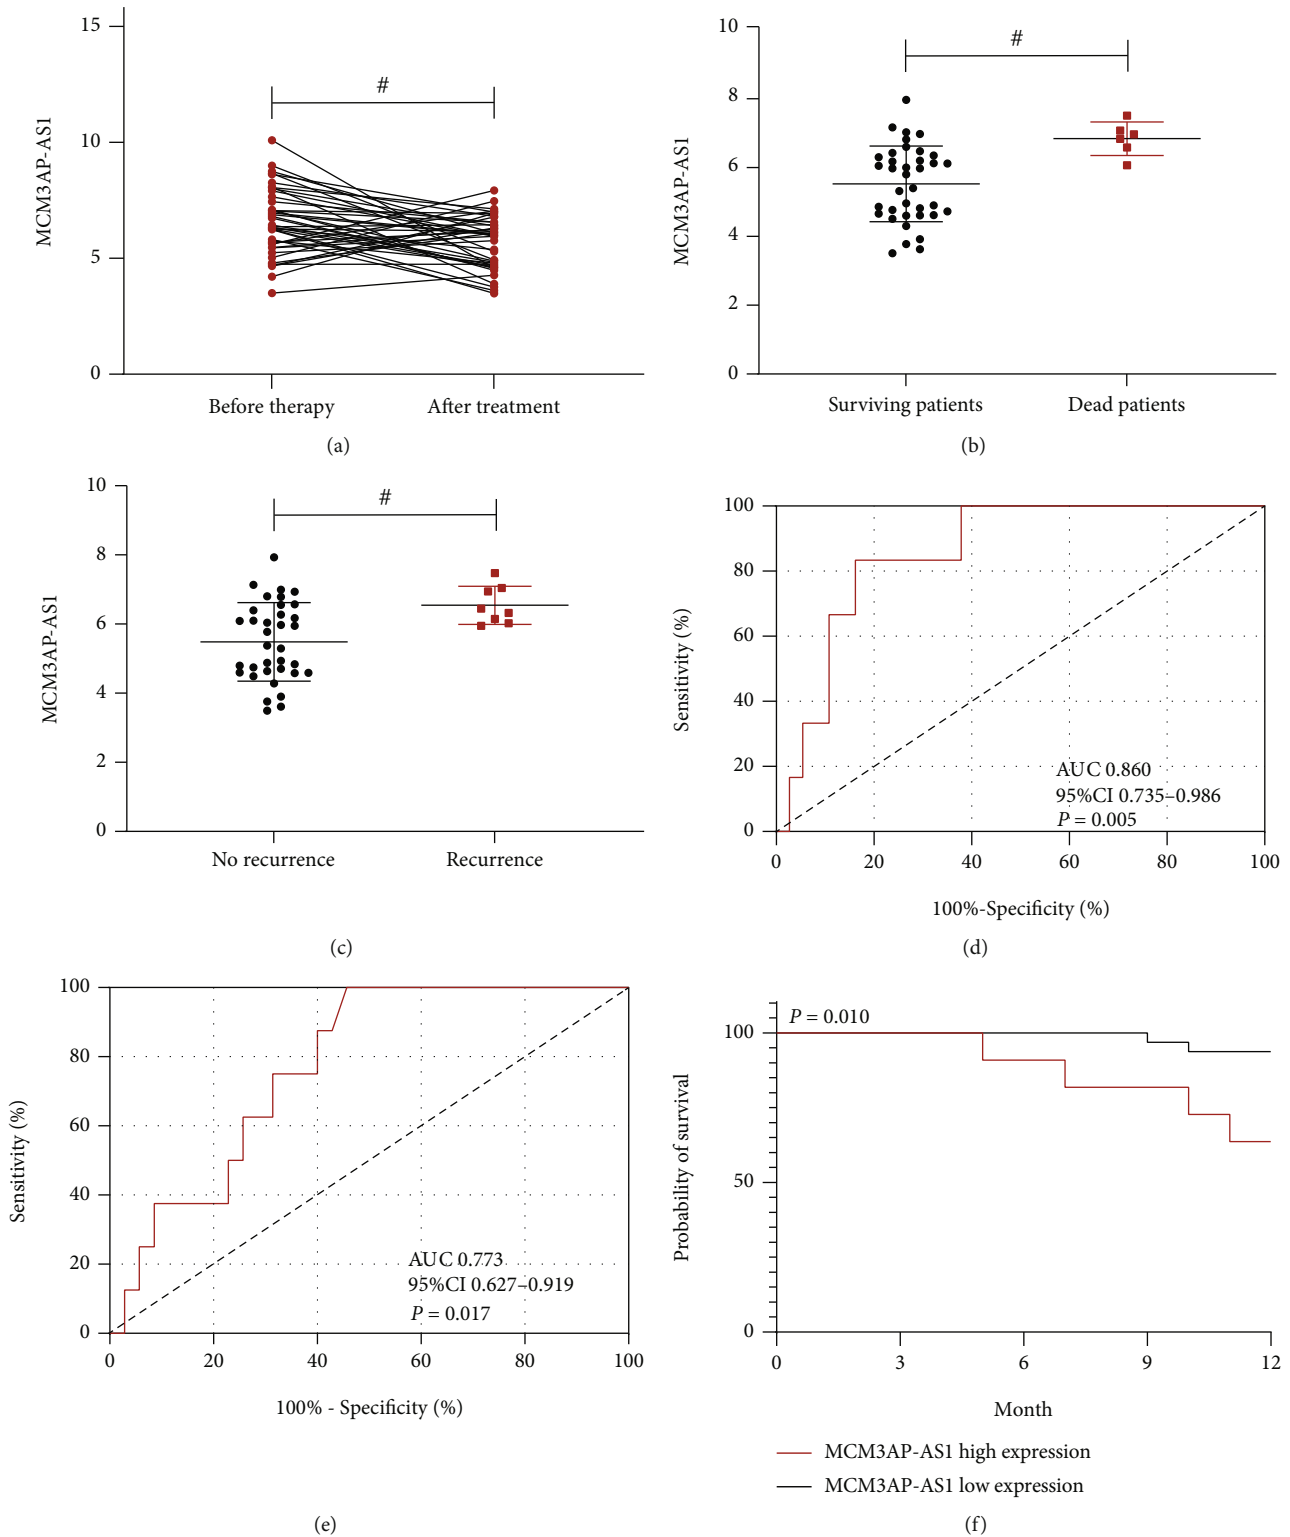 15
10
5
0
MCM3AP-AS1
#
Before therapy
After treatment
(a)
10
8
6
4
2
0
MCM3AP-AS1
#
Surviving patients
Dead patients
(b)
10
8
6
4
2
0
MCM3AP-AS1
#
No recurrence
Recurrence
(c)
100
80
60
40
20
0
Sensitivity (%)
AUC 0.860
95%CI 0.735–0.986
P = 0.005
0 20 40 60 80 100
100%-Specificity (%)
(d)
100
80
60
40
20
0
Sensitivity (%)
AUC 0.773
95%CI 0.627–0.919
P = 0.017
0 20 40 60 80 100
100% - Specificity (%)
(e)
P = 0.010
100
50
0
Probability of survival
0 3 6 9 12
Month
MCM3AP-AS1 high expression
MCM3AP-AS1 low expression
(f)